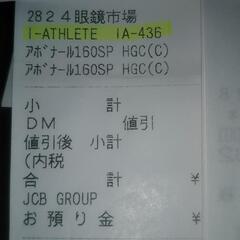 2824眼鏡市場
I-ATHLETE IA-436
ｱﾎﾞﾅｰﾙ160SP HGC(C)
ｱﾎﾞﾅｰﾙ160SP HGC(C)
小 計
DM 値引
値引後 小計
(内税
合 計 ¥
JCB GROUP
お預り金 ¥